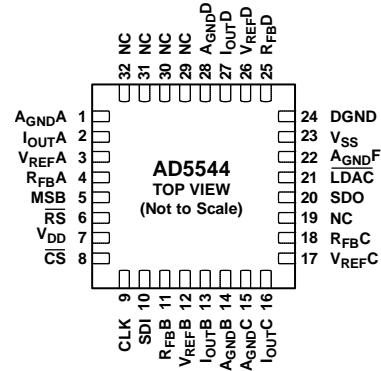 32 NC
31 NC
30 NC
29 NC
28 AGNDD
27 IOUTD
26 VREFD
25 RFBD
AGNDA 1
IOUTA 2
VREFA 3
RFBA 4
MSB 5
RS 6
VDD 7
CS 8
AD5544
TOP VIEW
(Not to Scale)
24 DGND
23 VSS
22 AGNDF
21 LDAC
20 SDO
19 NC
18 RFBC
17 VREFC
CLK 9
SDI 10
RFBB 11
VREFB 12
IOUTB 13
AGNDB 14
AGNDC 15
IOUTC 16